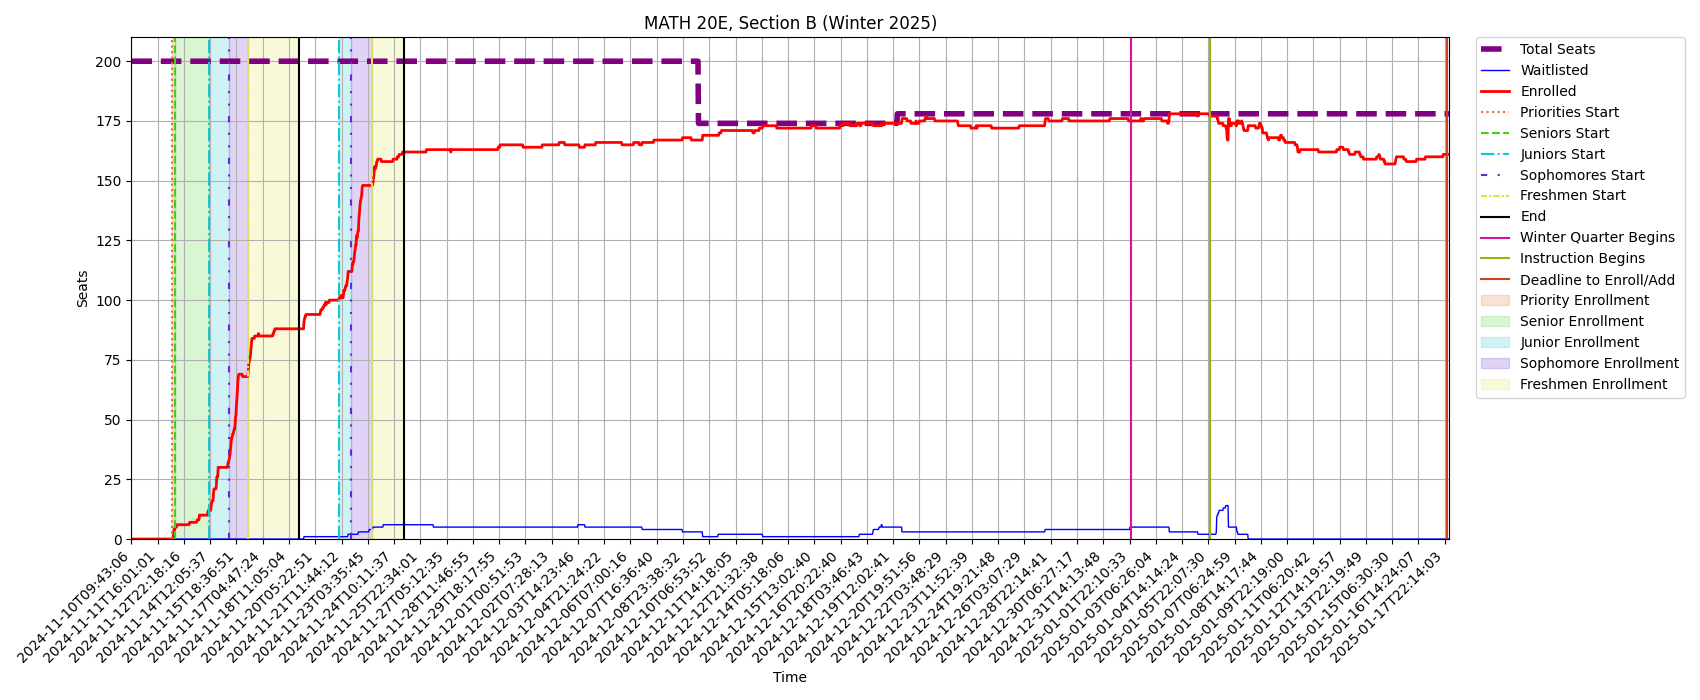 MATH 20E, Section B (Winter 2025)
Seats
200
175
150
125
100
75
50
25
0
2024-11-10T09:43:06
2024-11-11T16:01:01
2024-11-12T22:18:16
2024-11-14T12:05:37
2024-11-15T18:36:51
2024-11-17T04:47:24
2024-11-18T11:05:04
2024-11-20T05:22:51
2024-11-21T11:44:12
2024-11-23T03:35:45
2024-11-24T10:11:37
2024-11-25T22:34:01
2024-11-27T05:12:35
2024-11-28T11:46:55
2024-11-29T18:17:55
2024-12-01T00:51:53
2024-12-02T07:28:13
2024-12-03T14:23:46
2024-12-04T21:24:22
2024-12-06T07:00:16
2024-12-07T16:36:40
2024-12-08T23:38:32
2024-12-10T06:53:52
2024-12-11T14:18:05
2024-12-12T21:32:38
2024-12-14T05:18:06
2024-12-15T13:02:40
2024-12-16T20:22:40
2024-12-18T03:46:43
2024-12-19T12:02:41
2024-12-20T19:51:56
2024-12-22T03:48:29
2024-12-23T11:52:39
2024-12-24T19:21:48
2024-12-26T03:07:29
2024-12-28T22:14:41
2024-12-30T06:27:17
2024-12-31T14:13:48
2025-01-01T22:10:33
2025-01-03T06:26:04
2025-01-04T14:14:24
2025-01-05T22:07:30
2025-01-07T06:24:59
2025-01-08T14:17:44
2025-01-09T22:19:00
2025-01-11T06:20:42
2025-01-12T14:19:57
2025-01-13T22:19:49
2025-01-15T06:30:30
2025-01-16T14:24:07
2025-01-17T22:14:03
Time
Total Seats
Waitlisted
Enrolled
Priorities Start
Seniors Start
Juniors Start
Sophomores Start
Freshmen Start
End
Winter Quarter Begins
Instruction Begins
Deadline to Enroll/Add
Priority Enrollment
Senior Enrollment
Junior Enrollment
Sophomore Enrollment
Freshmen Enrollment